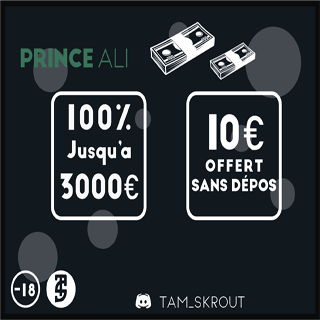 PRINCE ALI
100%
Jusqu'a
3000€
10€
OFFERT
SANS DÉPOS
-18
TAM_SKROUT